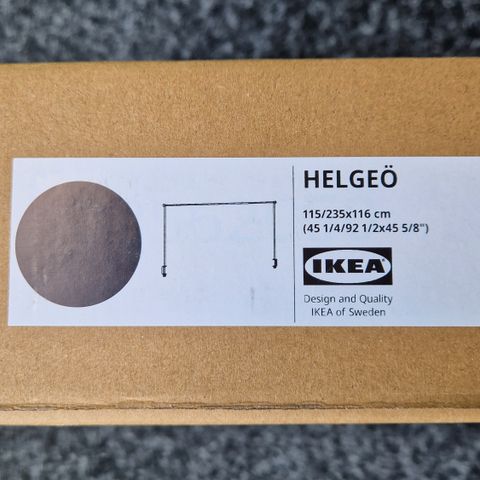 HELGEÖ
115/235x116 cm
(45 1/4/92 1/2x45 5/8")
IKEA
Design and Quality
IKEA of Sweden